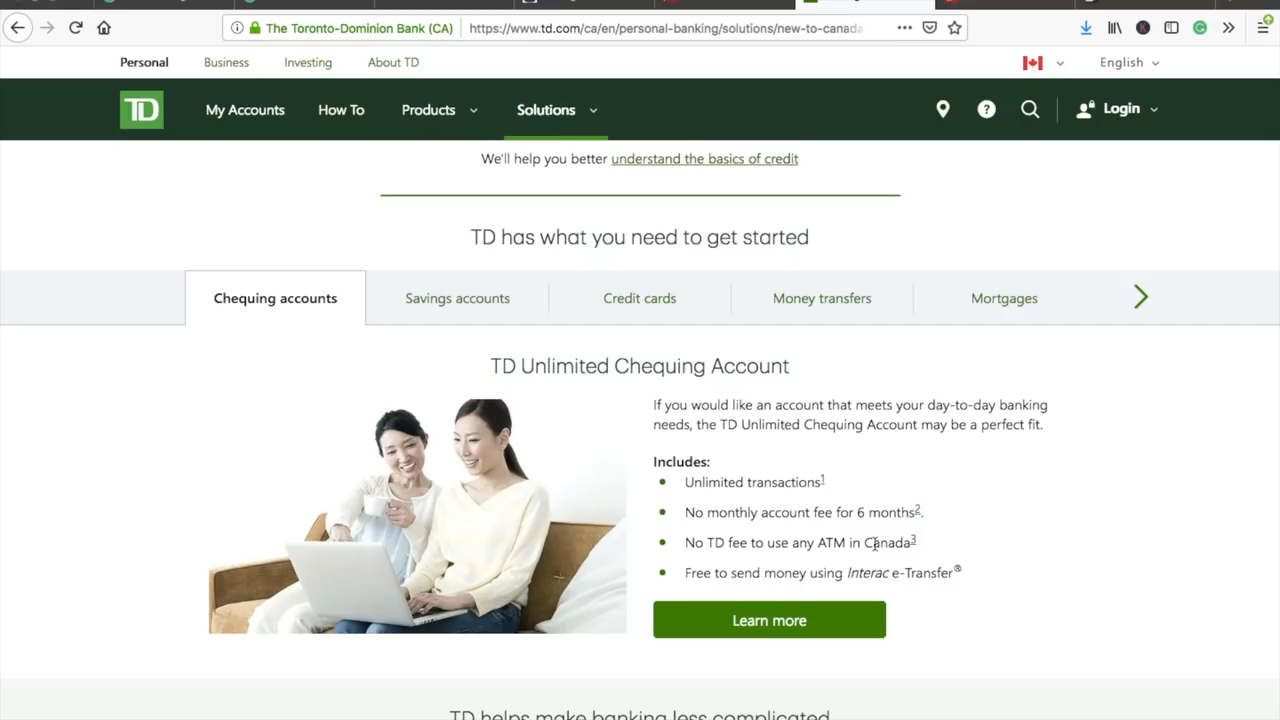 The Toronto-Dominion Bank (CA) https://www.td.com/ca/en/personal-banking/solutions/new-to-canada
Personal Business Investing About TD English
TD My Accounts How To Products Solutions ? Login
We'll help you better understand the basics of credit
TD has what you need to get started
Chequing accounts Savings accounts Credit cards Money transfers Mortgages
TD Unlimited Chequing Account
If you would like an account that meets your day-to-day banking
needs, the TD Unlimited Chequing Account may be a perfect fit.
Includes:
• Unlimited transactions1
• No monthly account fee for 6 months2.
• No TD fee to use any ATM in Canada3
• Free to send money using Interac e-Transfer®
Learn more
TD helps make banking less complicated